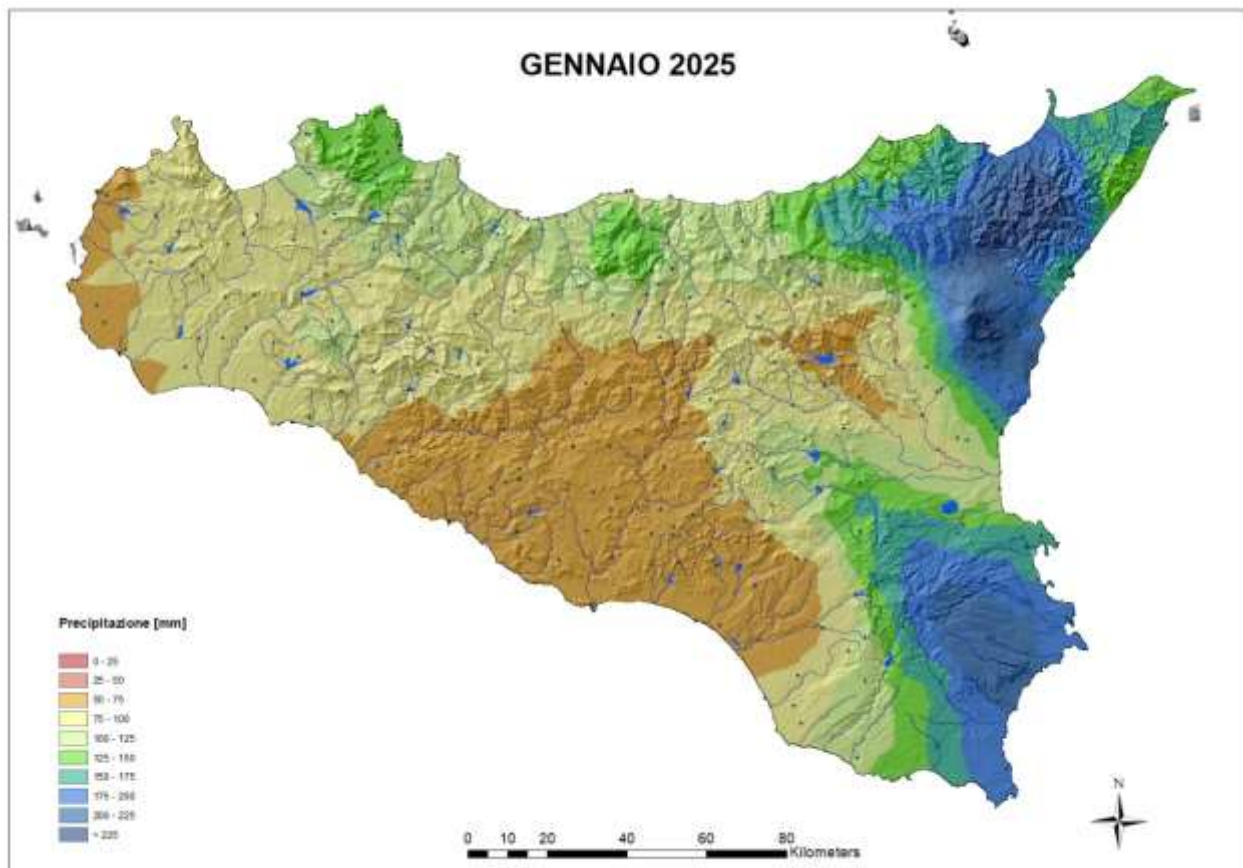 GENNAIO 2025
Precipitazione [mm]
0 - 25
25 - 50
50 - 75
75 - 100
100 - 125
125 - 150
150 - 175
175 - 200
200 - 225
> 225
N
0 10 20 40 60 80
Kilometers